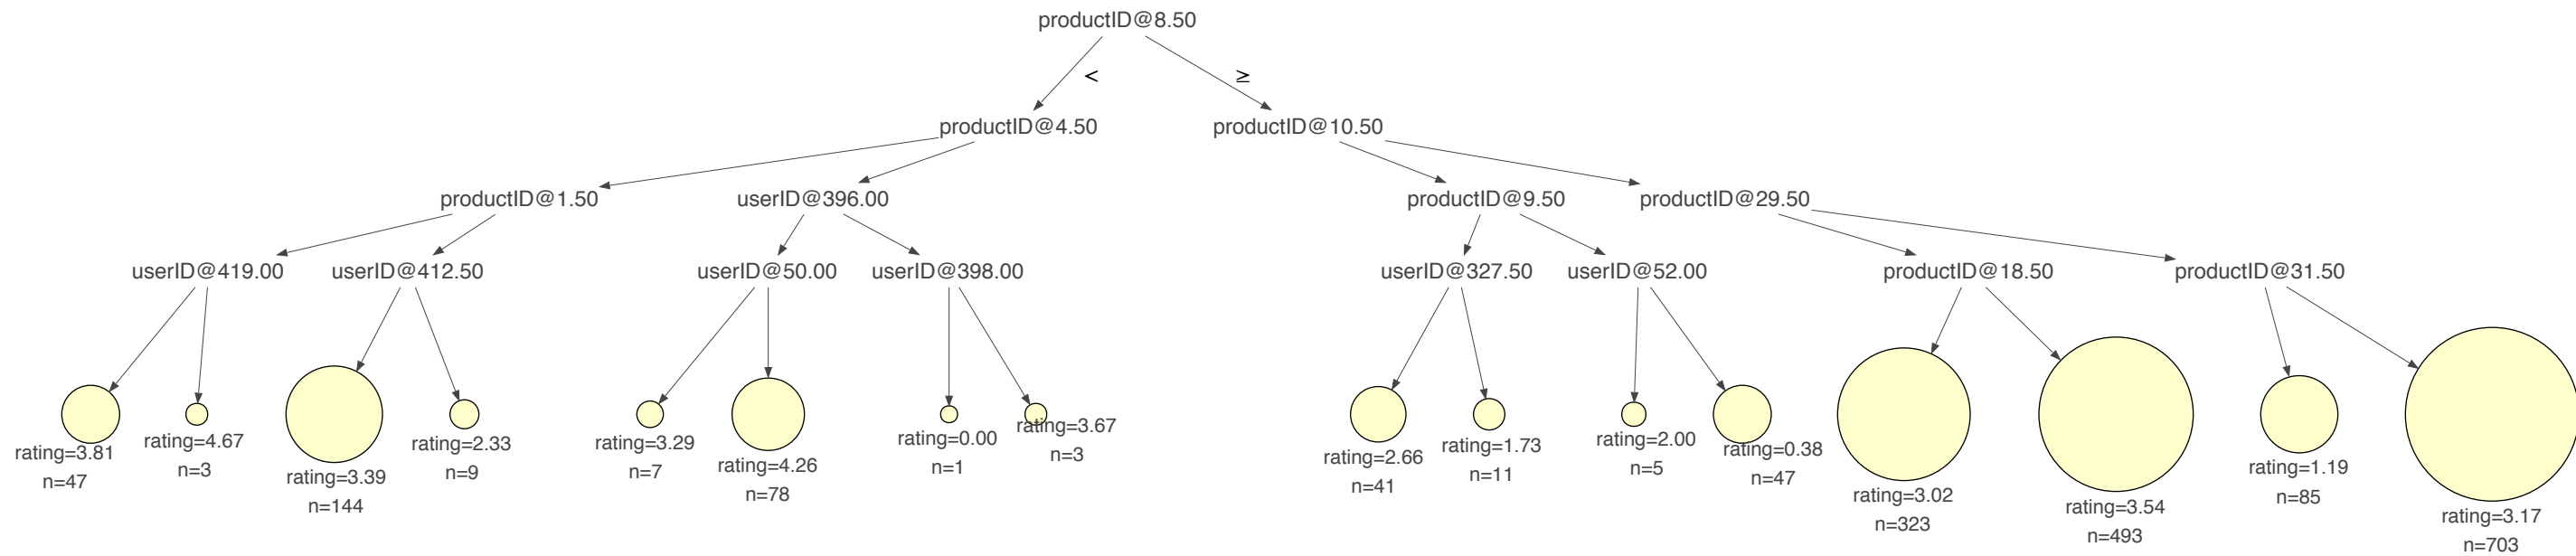 productID@8.50
<
≥
productID@4.50
productID@10.50
productID@1.50
userID@396.00
productID@9.50
productID@29.50
userID@419.00
userID@412.50
userID@50.00
userID@398.00
userID@327.50
userID@52.00
productID@18.50
productID@31.50
rating=3.81
n=47
rating=4.67
n=3
rating=3.39
n=144
rating=2.33
n=9
rating=3.29
n=7
rating=4.26
n=78
rating=0.00
n=1
rating=3.67
n=3
rating=2.66
n=41
rating=1.73
n=11
rating=2.00
n=5
rating=0.38
n=47
rating=3.02
n=323
rating=3.54
n=493
rating=1.19
n=85
rating=3.17
n=703